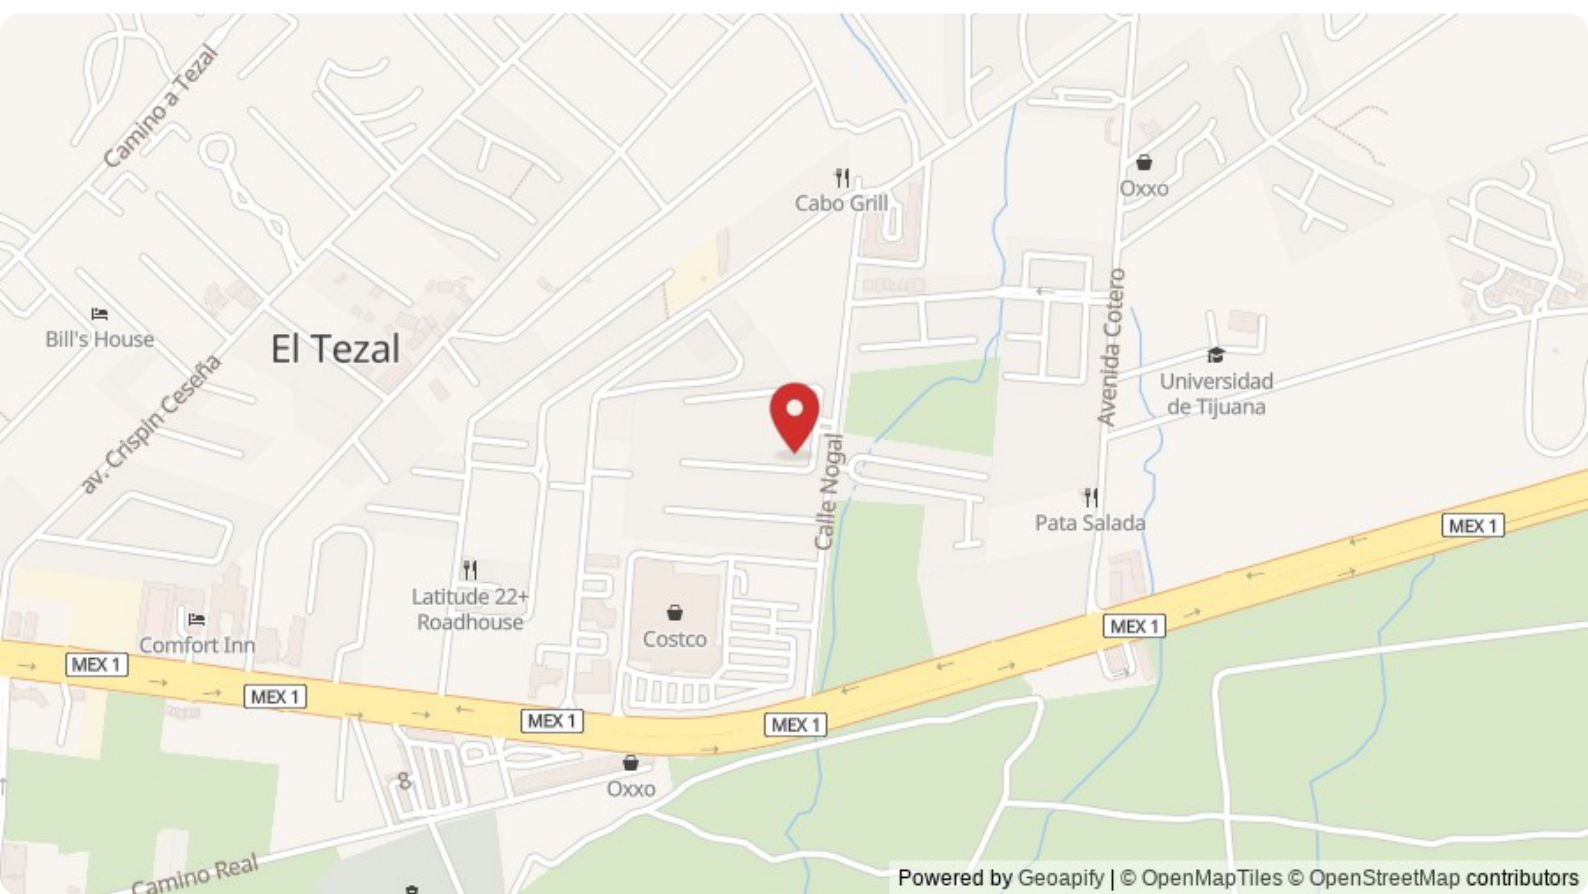 Camino a Tezal
Cabo Grill
Oxxo
Bill's House
El Tezal
Avenida Cotero
Universidad
de Tijuana
av. Crispin Ceseña
Calle Nogal
Pata Salada
MEX 1
Latitude 22+
Roadhouse
Costco
Comfort Inn
MEX 1
MEX 1
MEX 1
MEX 1
MEX 1
8
Oxxo
Camino Real
Powered by Geoapify | © OpenMapTiles © OpenStreetMap contributors